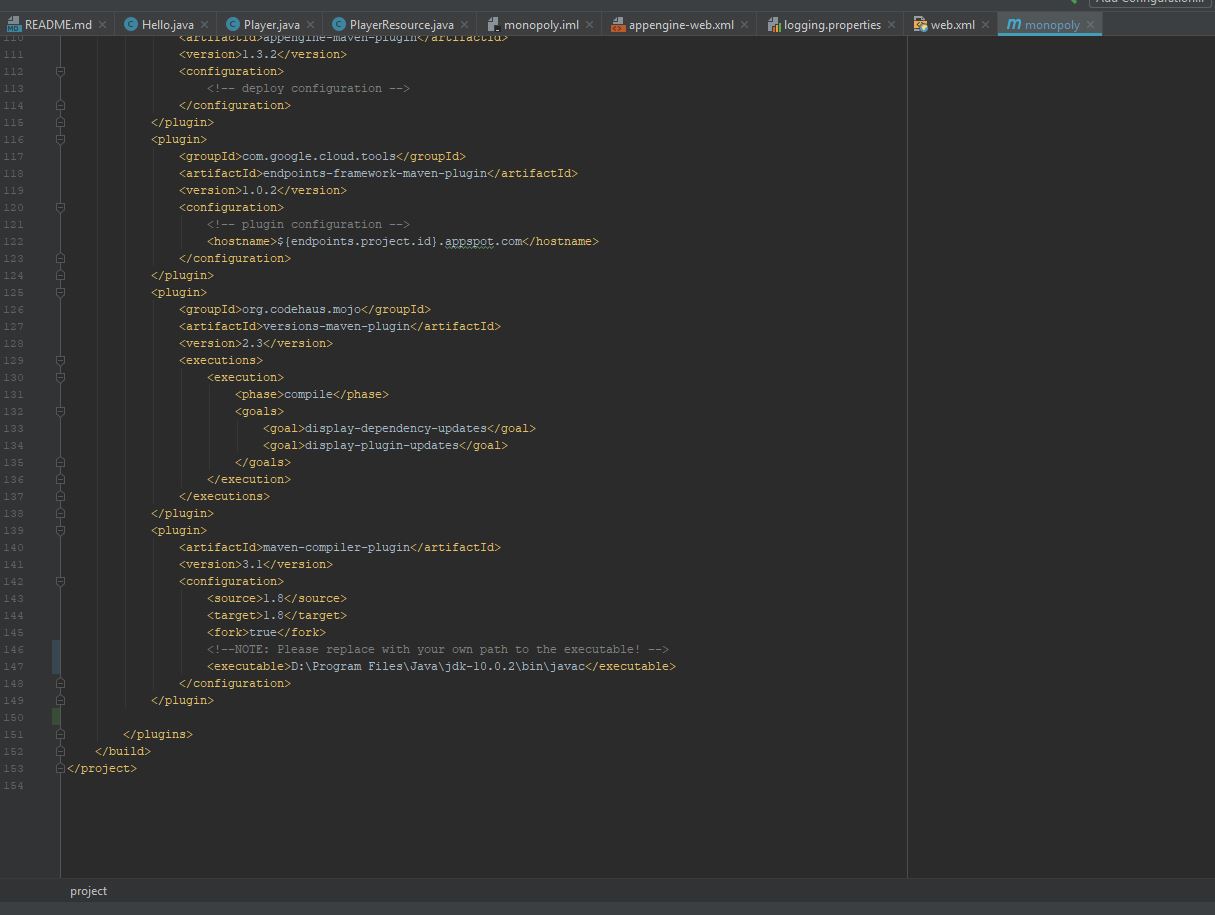 Add Configuration...
README.md Hello.java Player.java PlayerResource.java monopoly.iml appengine-web.xml logging.properties web.xml monopoly
110 <artifactId>appengine-maven-plugin</artifactId>
111 <version>1.3.2</version>
112 <configuration>
113 <!-- deploy configuration -->
114 </configuration>
115 </plugin>
116 <plugin>
117 <groupId>com.google.cloud.tools</groupId>
118 <artifactId>endpoints-framework-maven-plugin</artifactId>
119 <version>1.0.2</version>
120 <configuration>
121 <!-- plugin configuration -->
122 <hostname>${endpoints.project.id}.appspot.com</hostname>
123 </configuration>
124 </plugin>
125 <plugin>
126 <groupId>org.codehaus.mojo</groupId>
127 <artifactId>versions-maven-plugin</artifactId>
128 <version>2.3</version>
129 <executions>
130 <execution>
131 <phase>compile</phase>
132 <goals>
133 <goal>display-dependency-updates</goal>
134 <goal>display-plugin-updates</goal>
135 </goals>
136 </execution>
137 </executions>
138 </plugin>
139 <plugin>
140 <artifactId>maven-compiler-plugin</artifactId>
141 <version>3.1</version>
142 <configuration>
143 <source>1.8</source>
144 <target>1.8</target>
145 <fork>true</fork>
146 <!--NOTE: Please replace with your own path to the executable! -->
147 <executable>D:\Program Files\Java\jdk-10.0.2\bin\javac</executable>
148 </configuration>
149 </plugin>
150
151 </plugins>
152 </build>
153 </project>
154
project